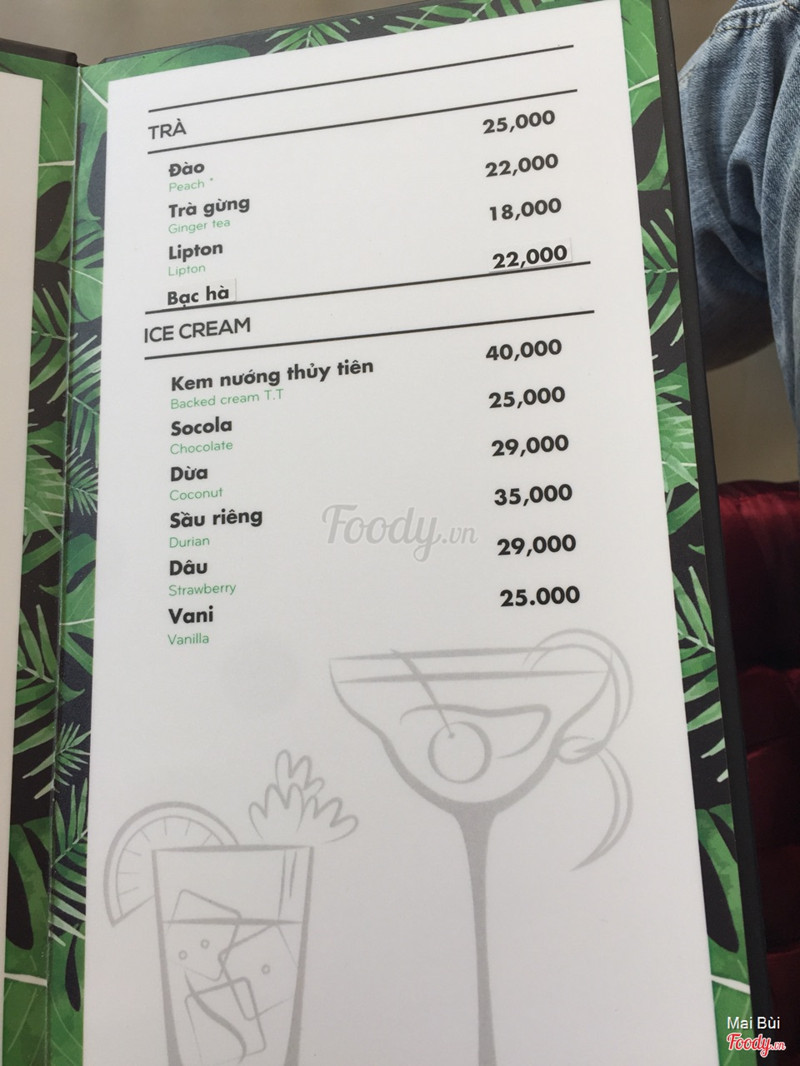 TRÀ
Đào 25,000
Peach *
Trà gừng 22,000
Ginger tea
Lipton 18,000
Lipton
Bạc hà 22,000
ICE CREAM
Kem nướng thủy tiên 40,000
Backed cream T.T
Socola 25,000
Chocolate
Dừa 29,000
Coconut
Sầu riêng 35,000
Durian
Dâu 29,000
Strawberry
Vani 25.000
Vanilla
Foody.vn
Mai Bùi
Foody.vn